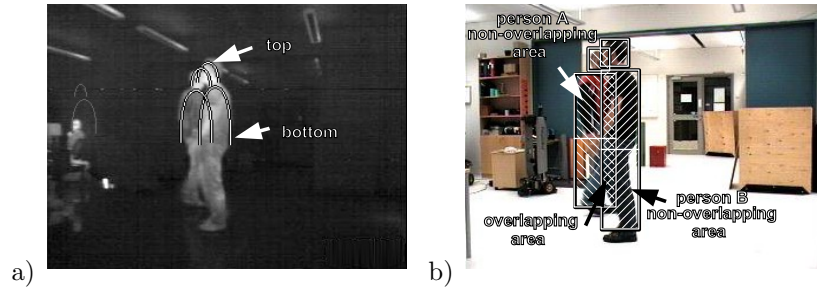 top
bottom
a)
person A
non-overlapping
area
overlapping
area
person B
non-overlapping
area
b)